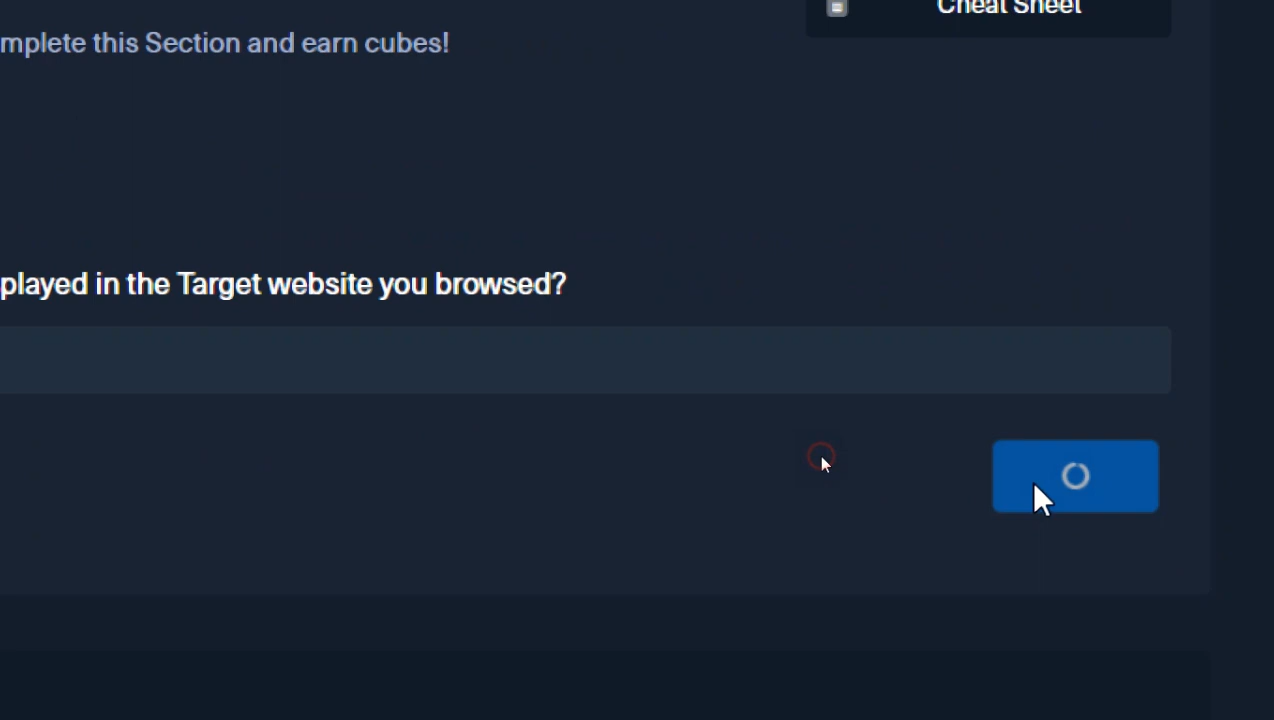 Cheat Sheet
mplete this Section and earn cubes!
played in the Target website you browsed?